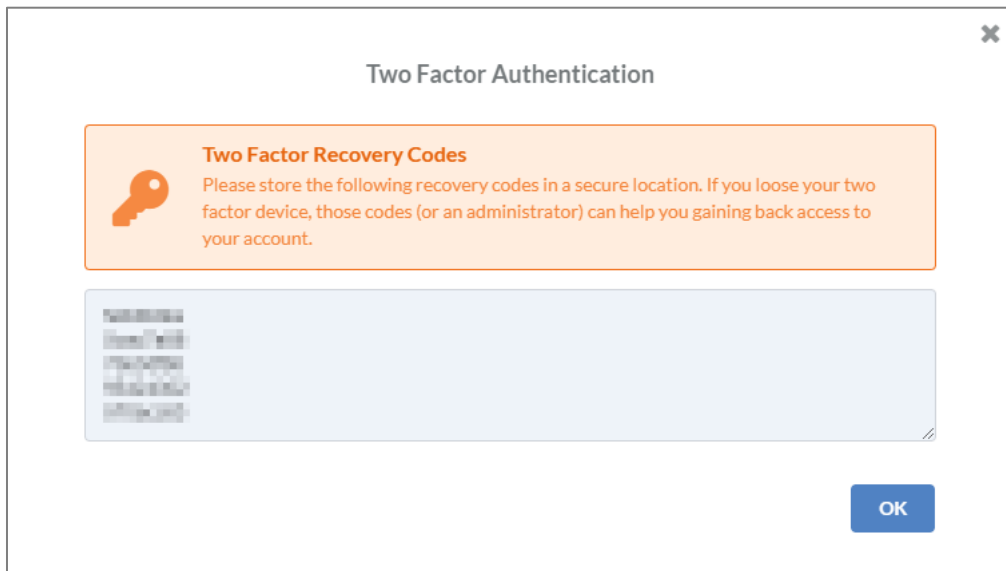 Two Factor Authentication
Two Factor Recovery Codes
Please store the following recovery codes in a secure location. If you loose your two
factor device, those codes (or an administrator) can help you gaining back access to
your account.
OK